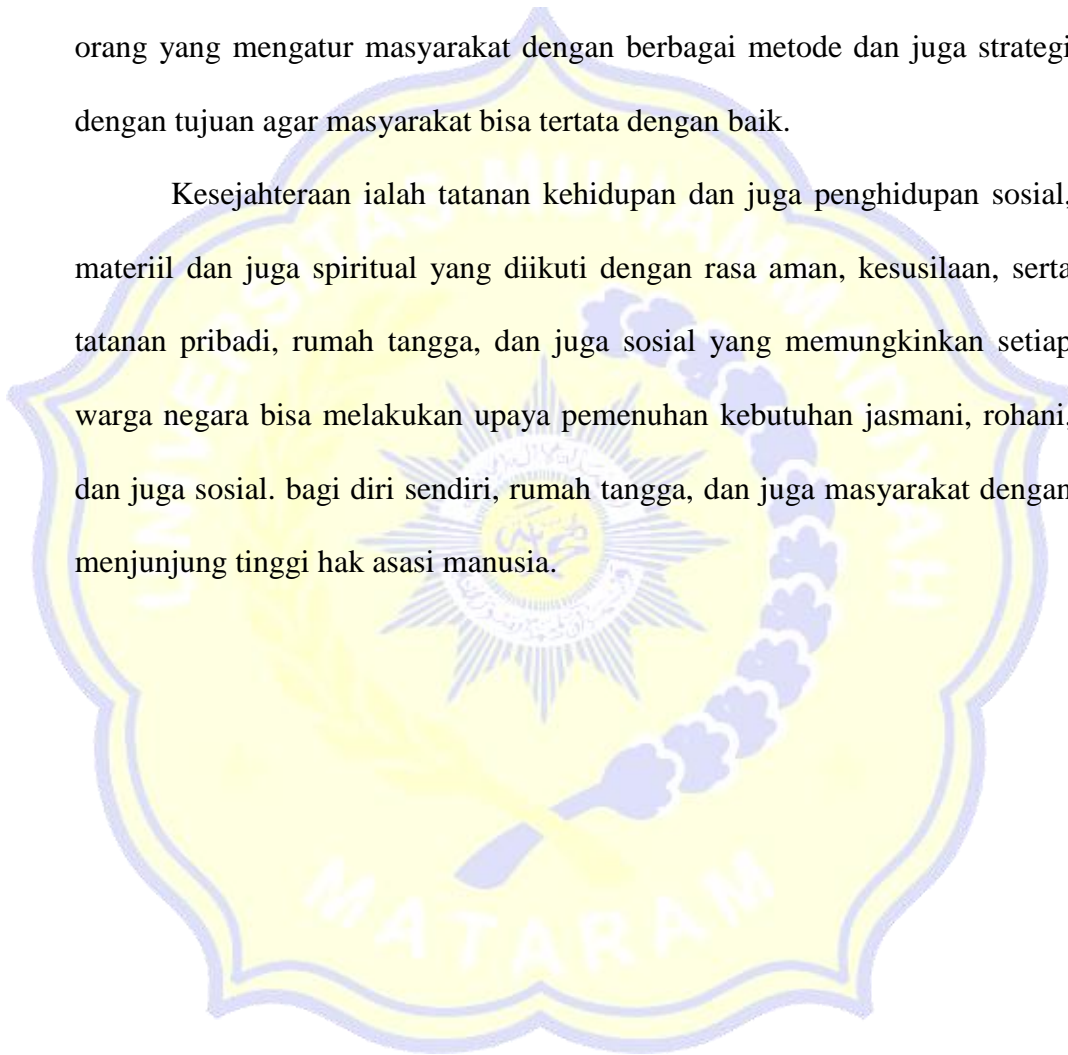 orang yang mengatur masyarakat dengan berbagai metode dan juga strategi
dengan tujuan agar masyarakat bisa tertata dengan baik.
Kesejahteraan ialah tatanan kehidupan dan juga penghidupan sosial,
materiil dan juga spiritual yang diikuti dengan rasa aman, kesusilaan, serta
tatanan pribadi, rumah tangga, dan juga sosial yang memungkinkan setiap
warga negara bisa melakukan upaya pemenuhan kebutuhan jasmani, rohani,
dan juga sosial. bagi diri sendiri, rumah tangga, dan juga masyarakat dengan
menjunjung tinggi hak asasi manusia.
UNIVERSITAS MUHAMMADIYAH
MATARAM